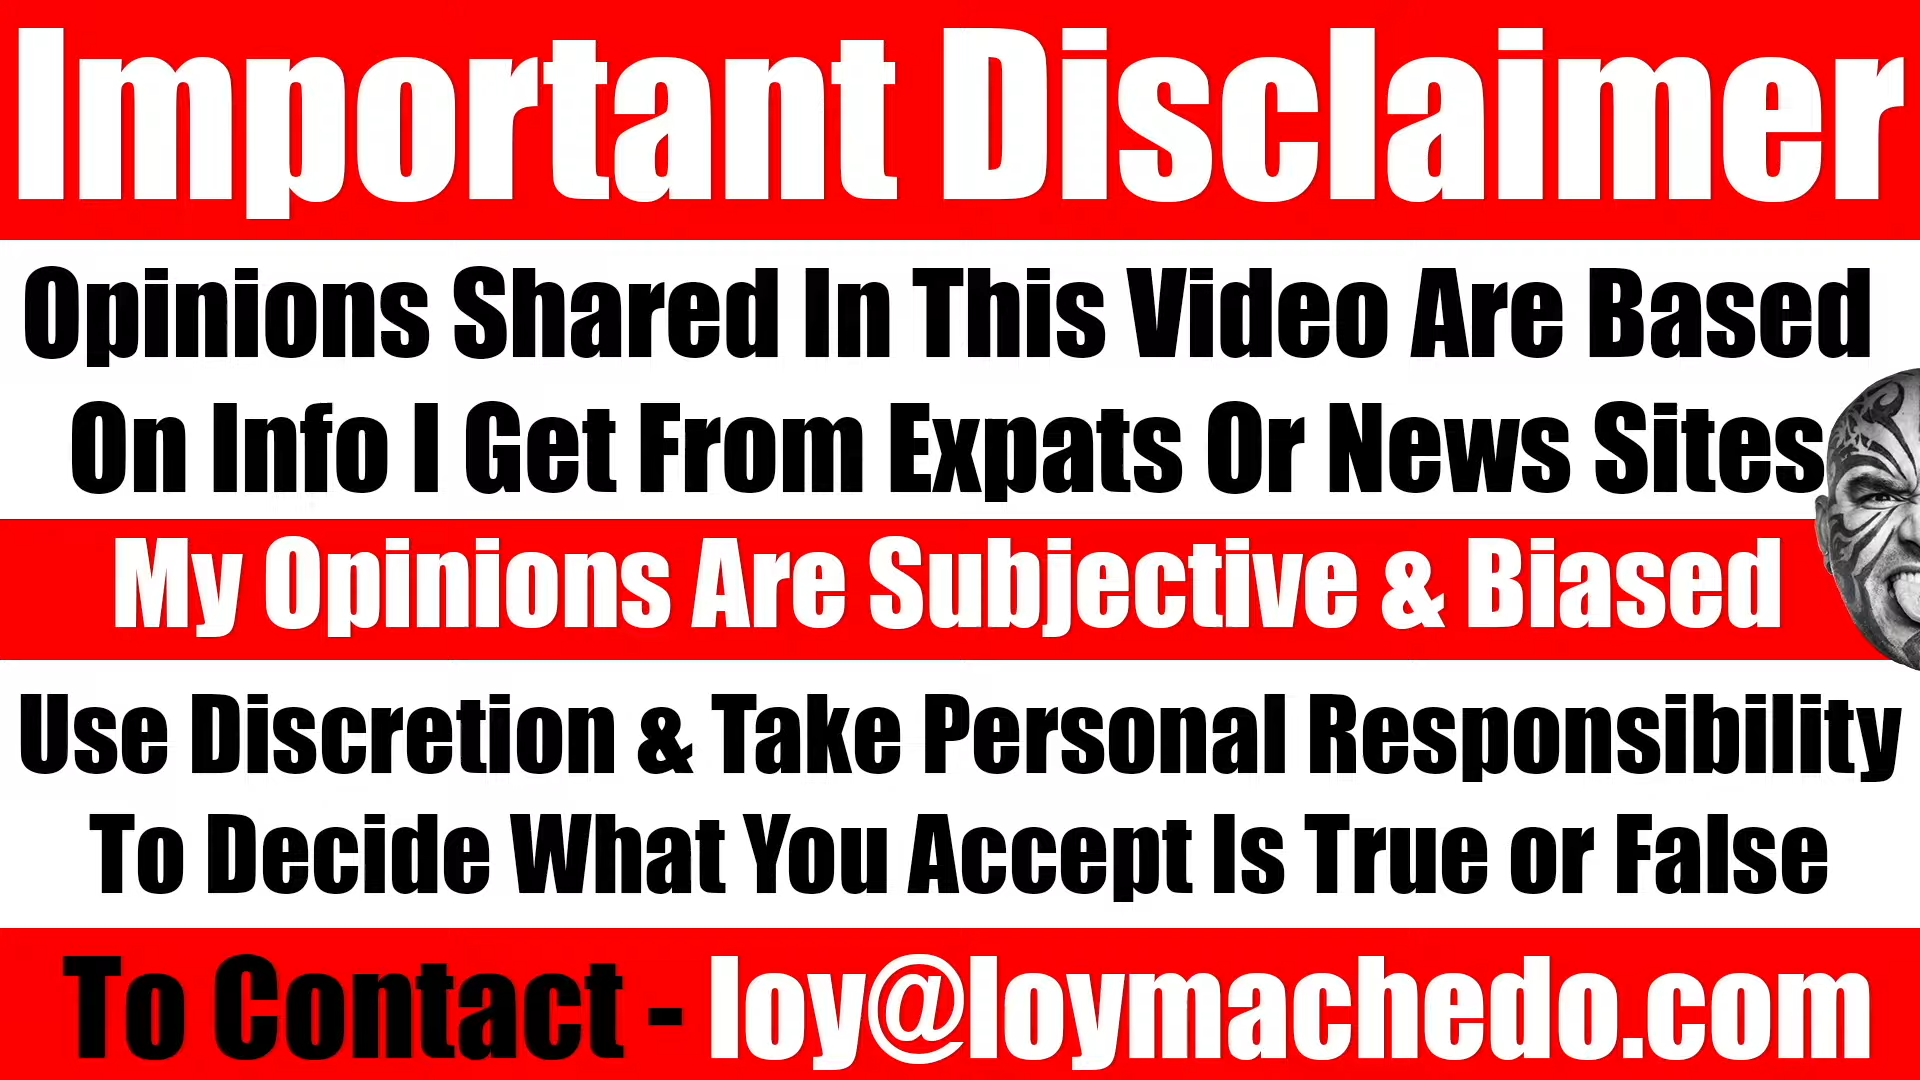 Important Disclaimer
Opinions Shared In This Video Are Based
On Info I Get From Expats Or News Sites
My Opinions Are Subjective & Biased
Use Discretion & Take Personal Responsibility
To Decide What You Accept Is True or False
To Contact - loy@loymachedo.com